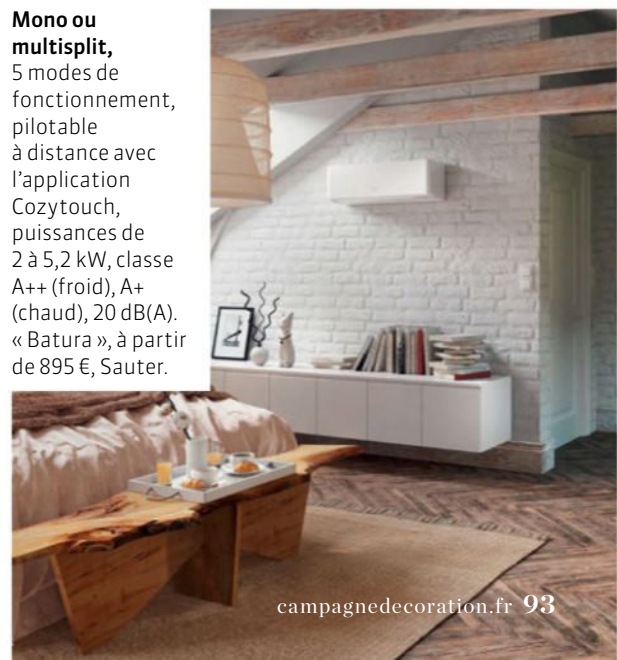 Mono ou
multisplit,
5 modes de
fonctionnement,
pilotable
à distance avec
l'application
Cozytouch,
puissances de
2 à 5,2 kW, classe
A++ (froid), A+
(chaud), 20 dB(A).
« Batura », à partir
de 895 €, Sauter.
campagnedecoration.fr 93